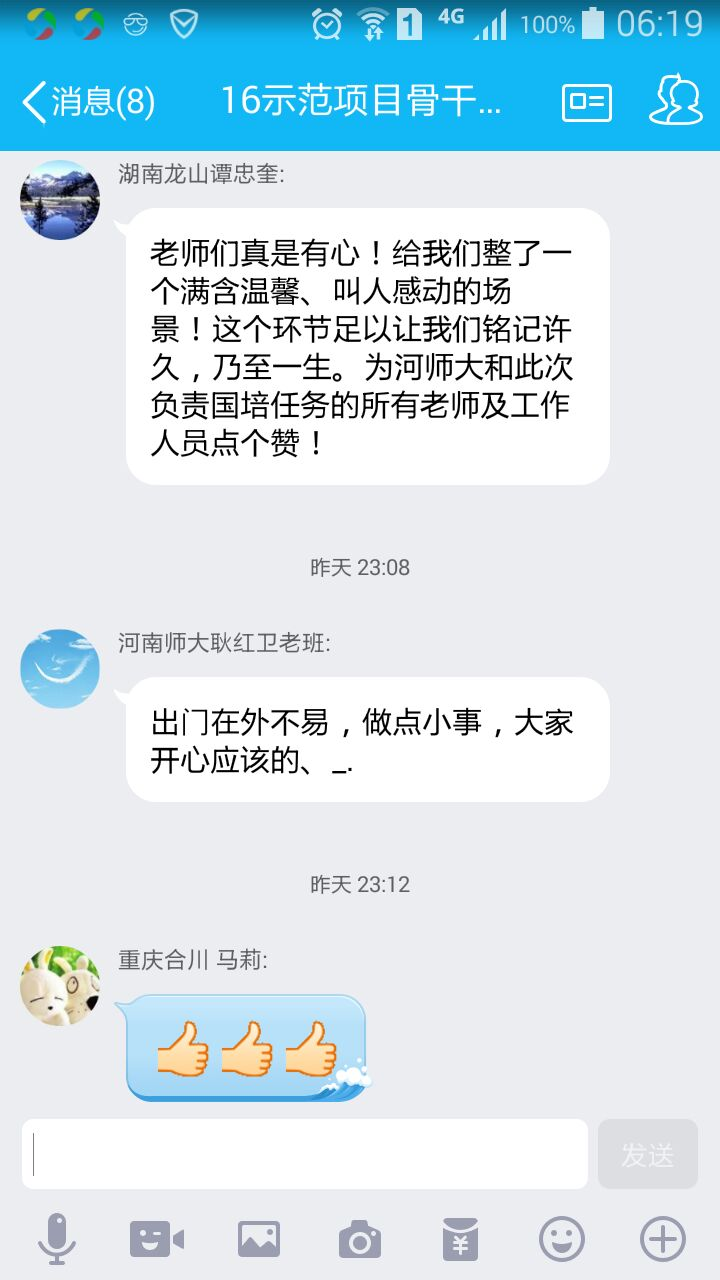 1 4G 100% 06:19
消息(8) 16示范项目骨干...
湖南龙山谭忠奎:
老师们真是有心！给我们整了一
个满含温馨、叫人感动的场
景！这个环节足以让我们铭记许
久，乃至一生。为河师大和此次
负责国培任务的所有老师及工作
人员点个赞！
昨天 23:08
河南师大耿红卫老班:
出门在外不易，做点小事，大家
开心应该的、_.
昨天 23:12
重庆合川 马莉:
发送
¥